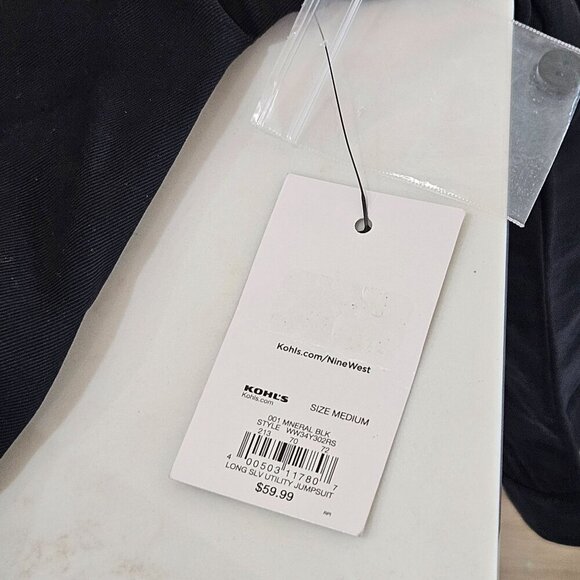 Kohls.com/NineWest
KOHL'S
Kohls.com
SIZE MEDIUM
001 MNERAL BLK
STYLE WW34Y302RS
213 70 72
4 00503 11780 7
LONG SLV UTILITY JUMPSUIT
$59.99
RPI